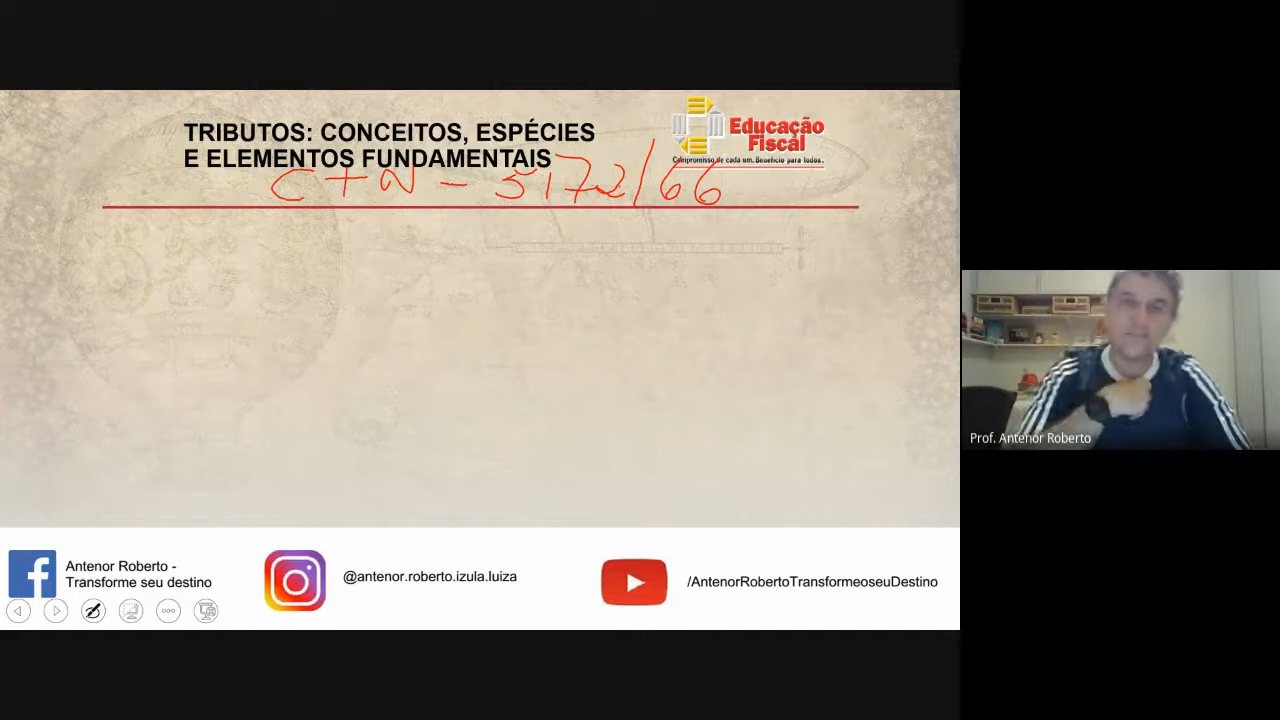 TRIBUTOS: CONCEITOS, ESPÉCIES
E ELEMENTOS FUNDAMENTAIS
Educação
Fiscal
Compromisso de cada um. Benefício para todos.
CTN - 5172/66
Prof. Antenor Roberto
Antenor Roberto -
Transforme seu destino
@antenor.roberto.izula.luiza
/AntenorRobertoTransformeoseuDestino